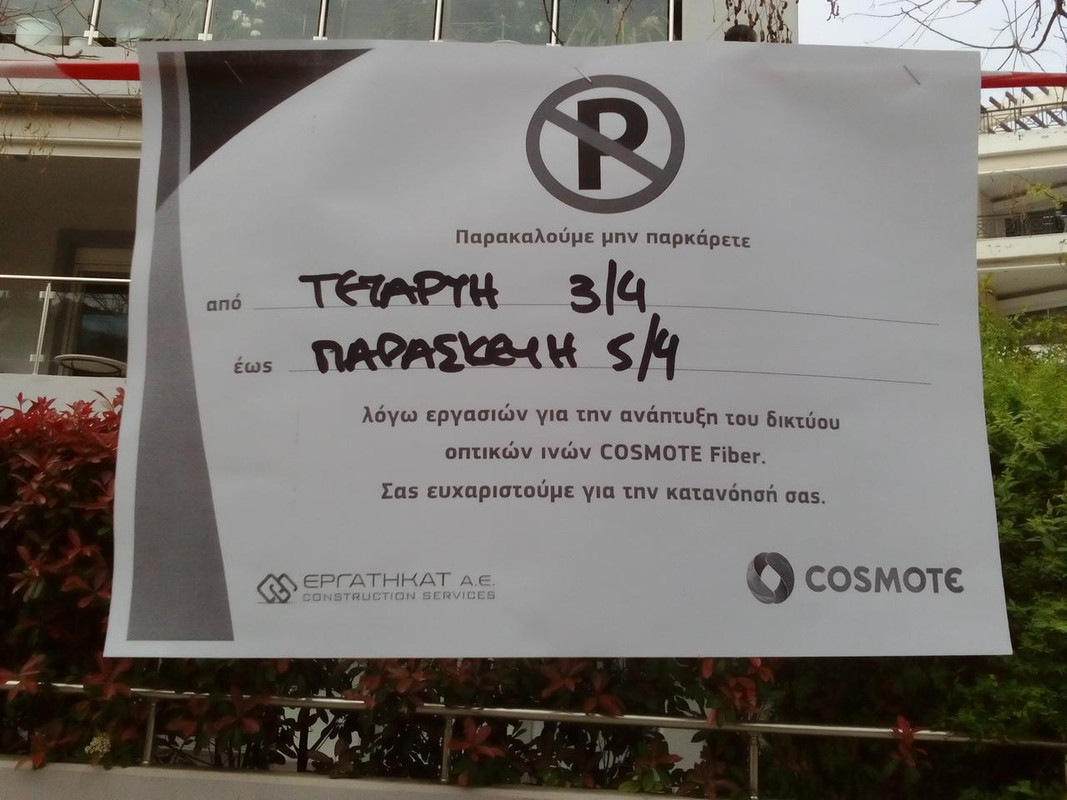 P
Παρακαλούμε μην παρκάρετε
από ΤΕΤΑΡΤΗ 3/4
έως ΠΑΡΑΣΚΕΥΗ 5/4
λόγω εργασιών για την ανάπτυξη του δικτύου
οπτικών ινών COSMOTE Fiber.
Σας ευχαριστούμε για την κατανόησή σας.
ΕΡΓΑΤΗΚΑΤ Α.Ε.
CONSTRUCTION SERVICES
COSMOTE